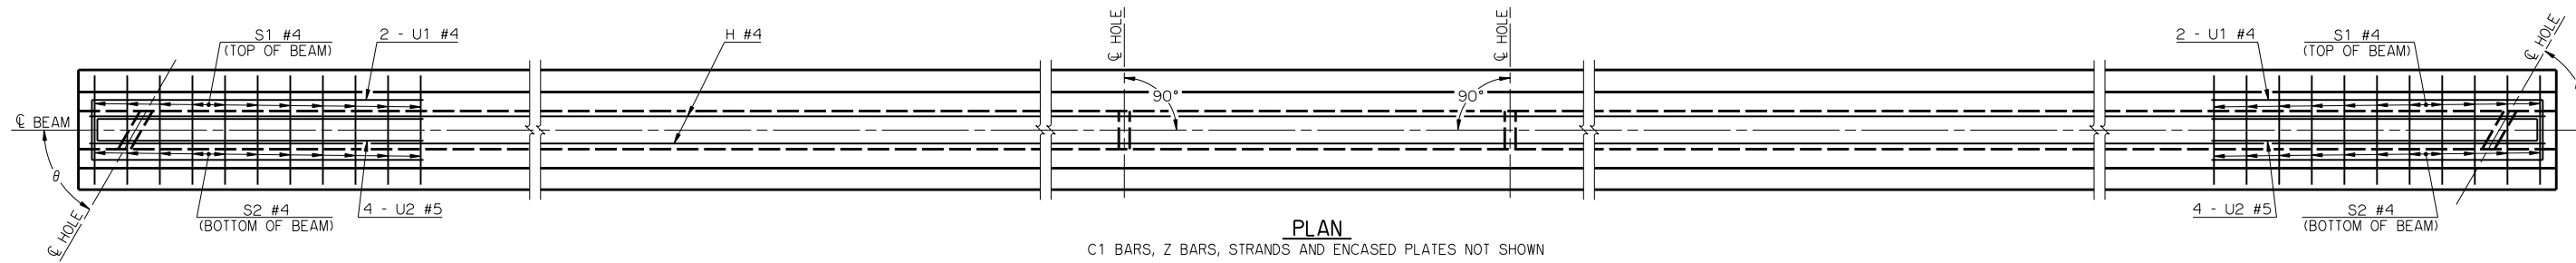 S1 #4
(TOP OF BEAM)
2 - U1 #4
H #4
℄ HOLE
℄ HOLE
2 - U1 #4
S1 #4
(TOP OF BEAM)
℄ HOLE
90°
90°
℄ BEAM
θ
℄ HOLE
S2 #4
(BOTTOM OF BEAM)
4 - U2 #5
4 - U2 #5
S2 #4
(BOTTOM OF BEAM)
PLAN
C1 BARS, Z BARS, STRANDS AND ENCASED PLATES NOT SHOWN